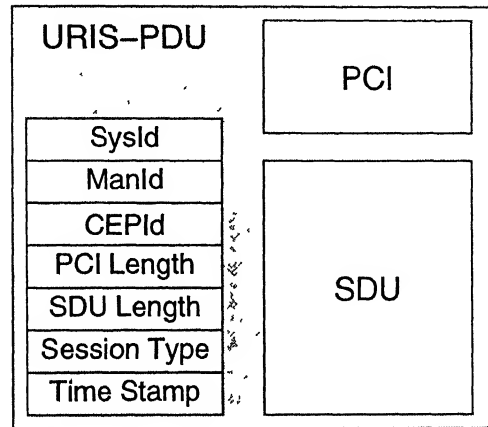 URIS–PDU
SysId
ManId
CEPId
PCI Length
SDU Length
Session Type
Time Stamp
PCI
SDU